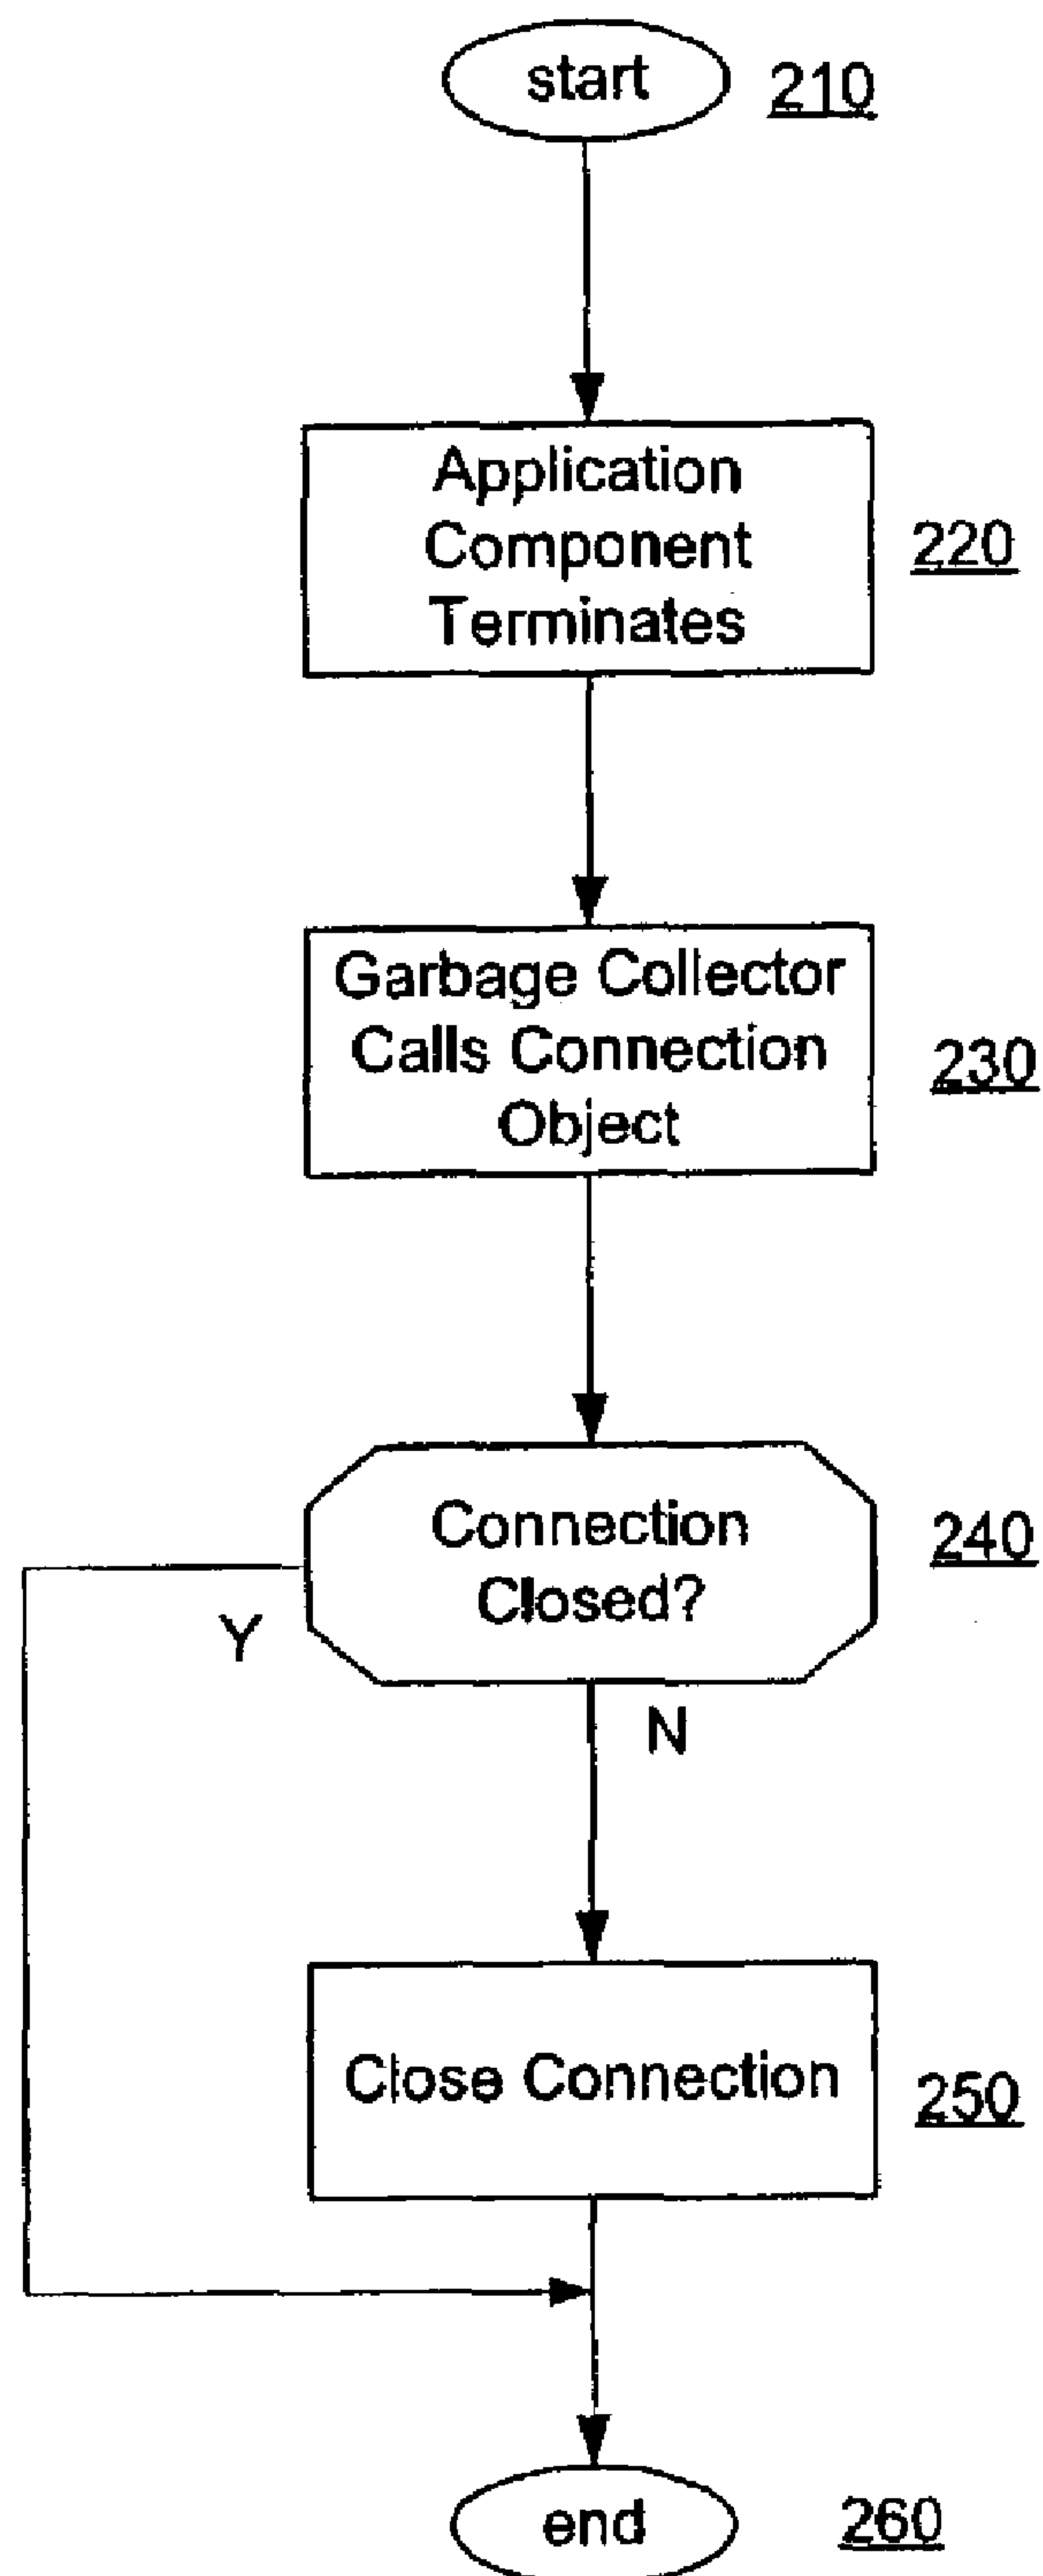 start 210
Application
Component
Terminates
220
Garbage Collector
Calls Connection
Object
230
Connection
Closed?
240
Y
N
Close Connection
250
end 260